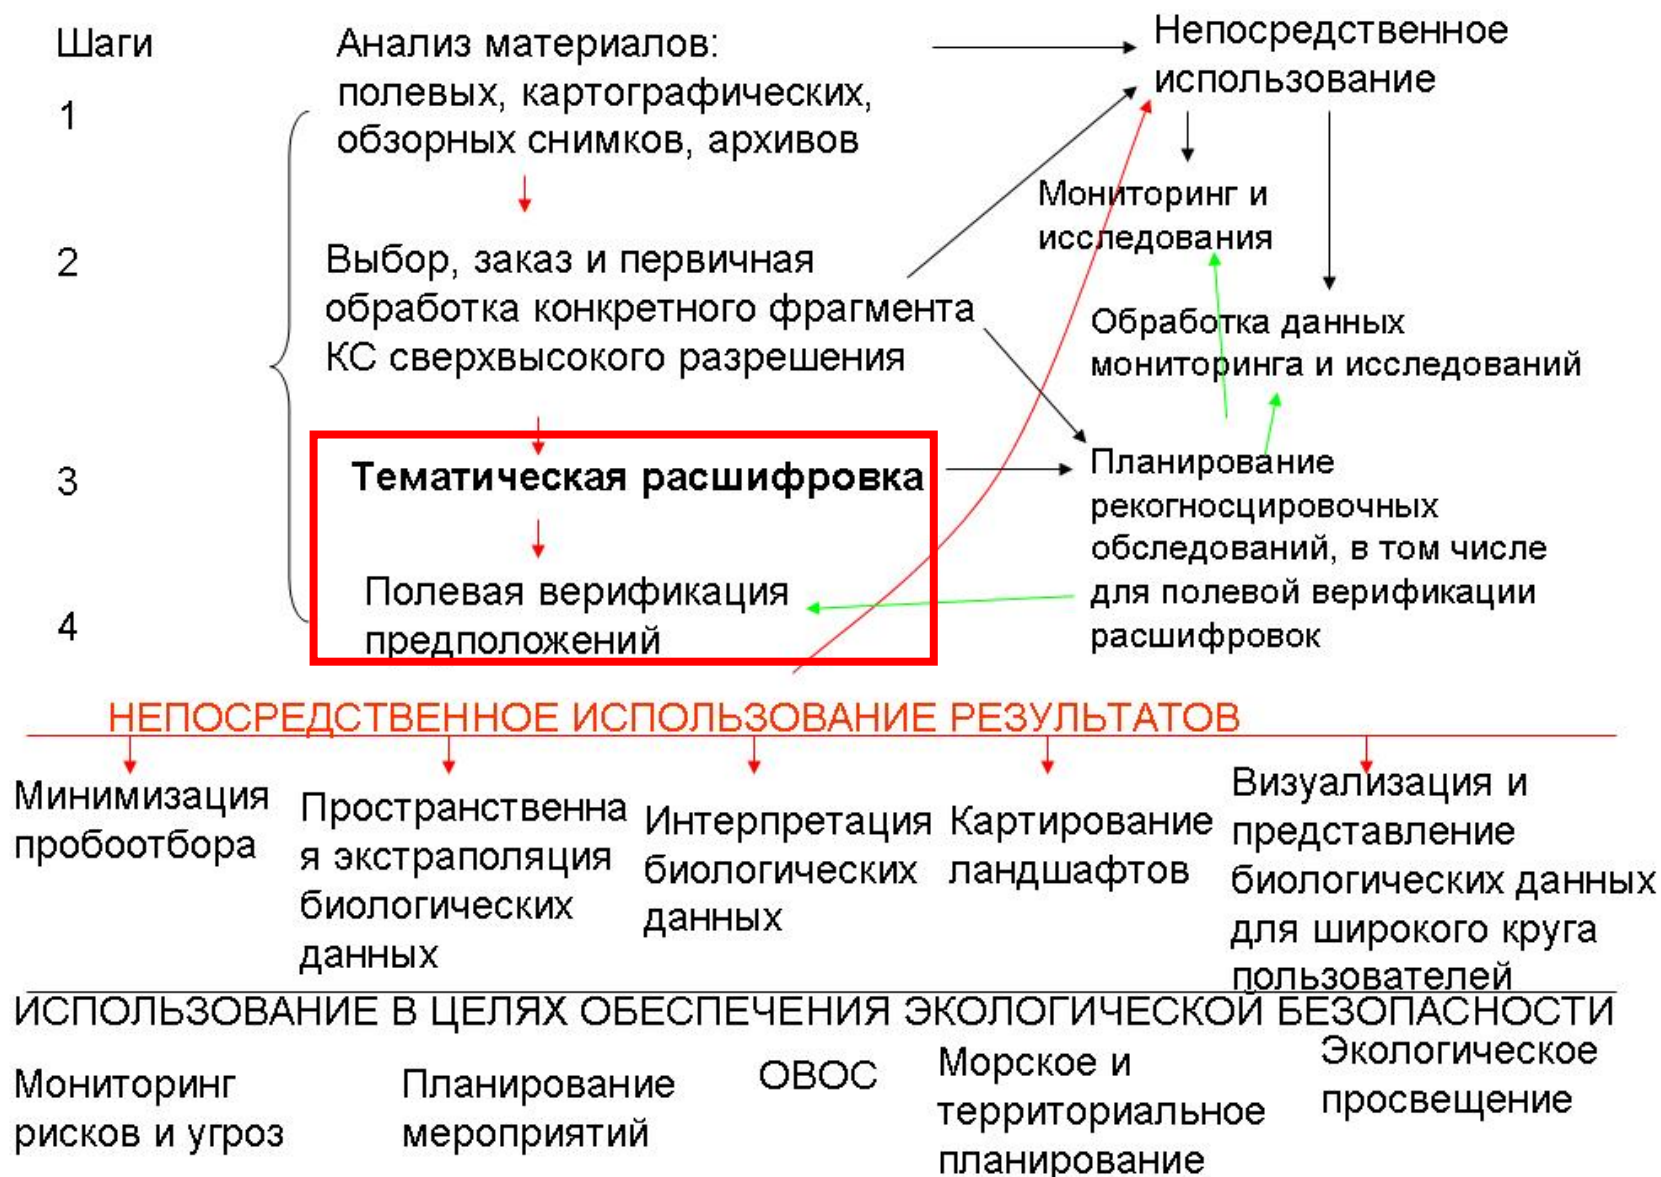 Шаги
1
2
3
4
Анализ материалов:
полевых, картографических,
обзорных снимков, архивов
Выбор, заказ и первичная
обработка конкретного фрагмента
КС сверхвысокого разрешения
Тематическая расшифровка
Полевая верификация
предположений
Непосредственное
использование
Мониторинг и
исследования
Обработка данных
мониторинга и исследований
Планирование
рекогносцировочных
обследований, в том числе
для полевой верификации
расшифровок
НЕПОСРЕДСТВЕННОЕ ИСПОЛЬЗОВАНИЕ РЕЗУЛЬТАТОВ
Минимизация
пробоотбора
Пространственна
я экстраполяция
биологических
данных
Интерпретация
биологических
данных
Картирование
ландшафтов
Визуализация и
представление
биологических данных
для широкого круга
пользователей
ИСПОЛЬЗОВАНИЕ В ЦЕЛЯХ ОБЕСПЕЧЕНИЯ ЭКОЛОГИЧЕСКОЙ БЕЗОПАСНОСТИ
Мониторинг
рисков и угроз
Планирование
мероприятий
ОВОС
Морское и
территориальное
планирование
Экологическое
просвещение